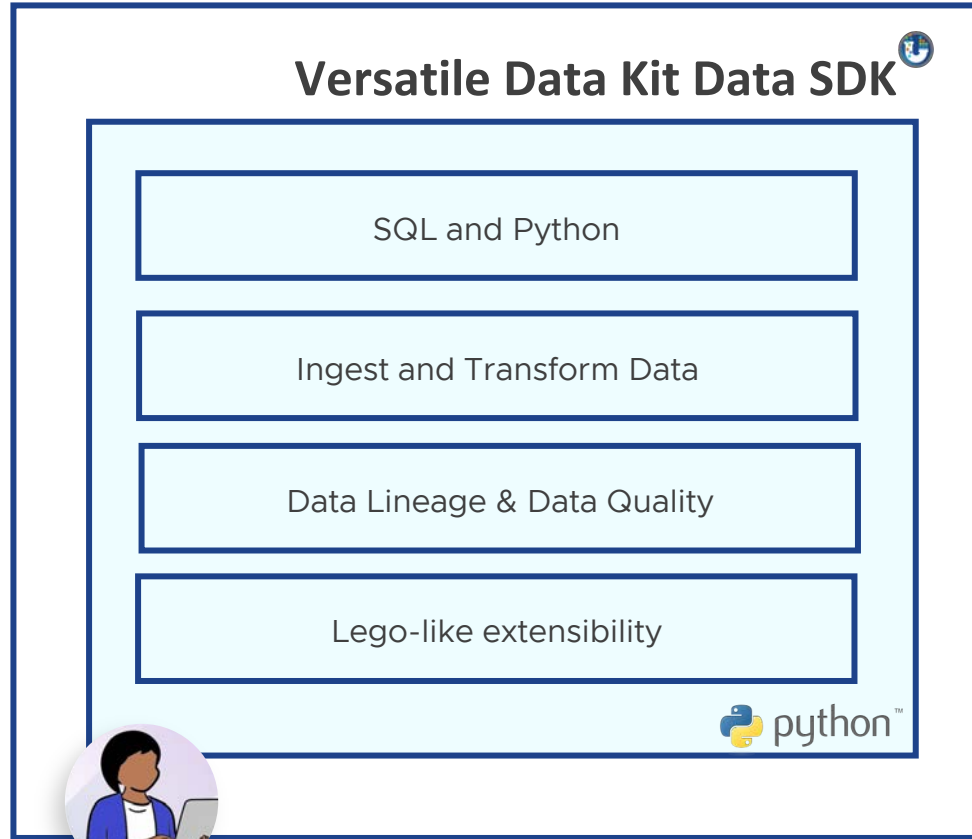 Versatile Data Kit Data SDK
SQL and Python
Ingest and Transform Data
Data Lineage & Data Quality
Lego-like extensibility
python™